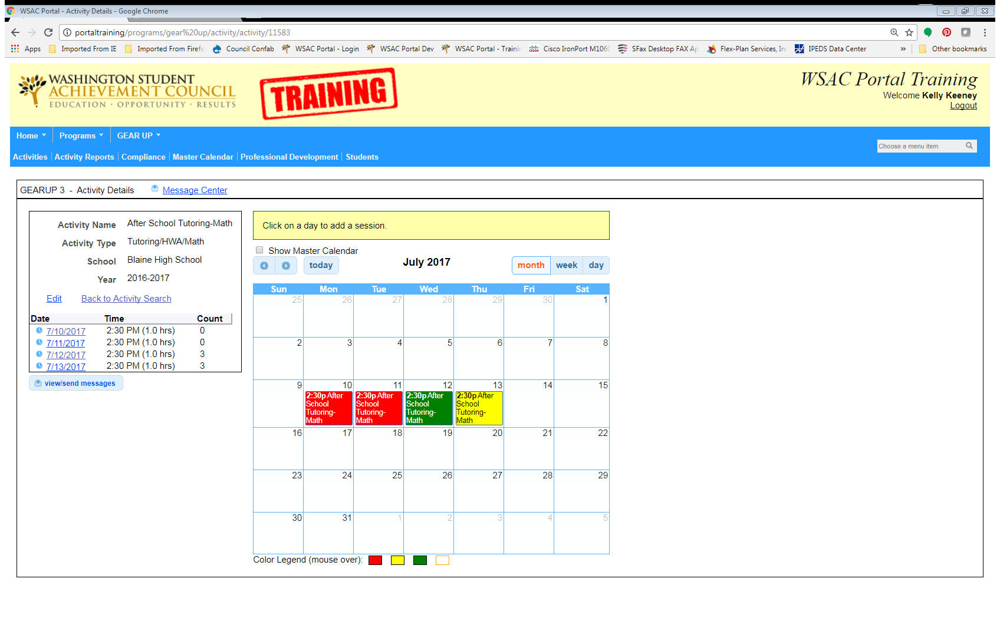 WSAC Portal - Activity Details - Google Chrome
portaltraining/programs/gear%20up/activity/activity/11583
Apps Imported From IE Imported From Firefo Council Confab WSAC Portal - Login WSAC Portal Dev WSAC Portal - Trainin Cisco IronPort M1060 SFax Desktop FAX Ap Flex-Plan Services, Inc IPEDS Data Center » Other bookmarks
WASHINGTON STUDENT
ACHIEVEMENT COUNCIL
EDUCATION · OPPORTUNITY · RESULTS
TRAINING
WSAC Portal Training
Welcome Kelly Keeney
Logout
Home Programs GEAR UP
Choose a menu item
Activities Activity Reports Compliance Master Calendar Professional Development Students
GEARUP 3 - Activity Details Message Center
Activity Name After School Tutoring-Math
Activity Type Tutoring/HWA/Math
School Blaine High School
Year 2016-2017
Edit Back to Activity Search
Date Time Count
7/10/2017 2:30 PM (1.0 hrs) 0
7/11/2017 2:30 PM (1.0 hrs) 0
7/12/2017 2:30 PM (1.0 hrs) 3
7/13/2017 2:30 PM (1.0 hrs) 3
view/send messages
Click on a day to add a session.
Show Master Calendar
today July 2017 month week day
Sun Mon Tue Wed Thu Fri Sat
25 26 27 28 29 30 1
2 3 4 5 6 7 8
9 10 11 12 13 14 15
2:30p After 2:30p After 2:30p After 2:30p After
School School School School
Tutoring- Tutoring- Tutoring- Tutoring-
Math Math Math Math
16 17 18 19 20 21 22
23 24 25 26 27 28 29
30 31 1 2 3 4 5
Color Legend (mouse over):